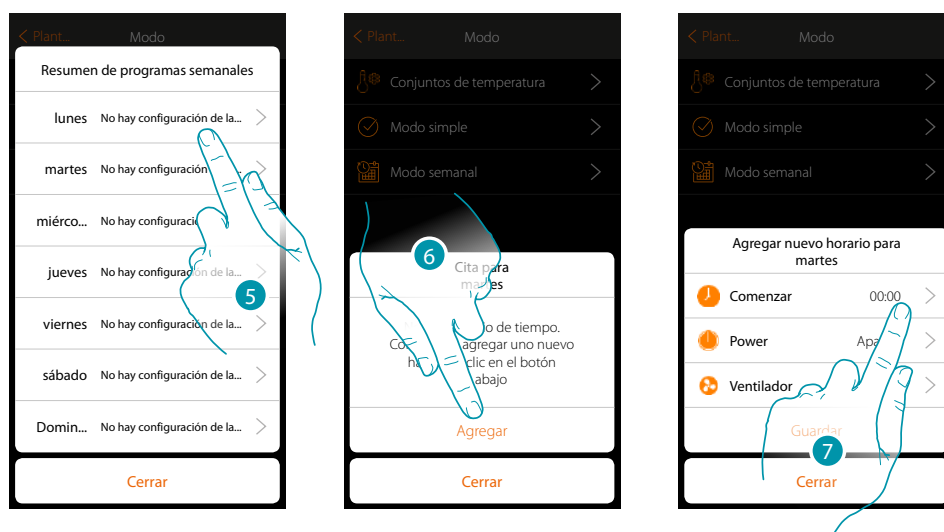 < Plant... Modo
Resumen de programas semanales
lunes No hay configuración de la...
martes No hay configuración
miérco... No hay
jueves No hay configuración de la...
viernes No hay configuración de la...
sábado No hay configuración de la...
Domin... No hay configuración de la...
Cerrar
5
< Plant... Modo
Conjuntos de temperatura
Modo simple
Modo semanal
6
Cita para
martes
de tiempo.
agregar uno nuevo
clic en el botón
abajo
Agregar
Cerrar
< Plant... Modo
Conjuntos de temperatura
Modo simple
Modo semanal
Agregar nuevo horario para
martes
Comenzar 00:00
Power
Ventilador
Guardar
7
Cerrar